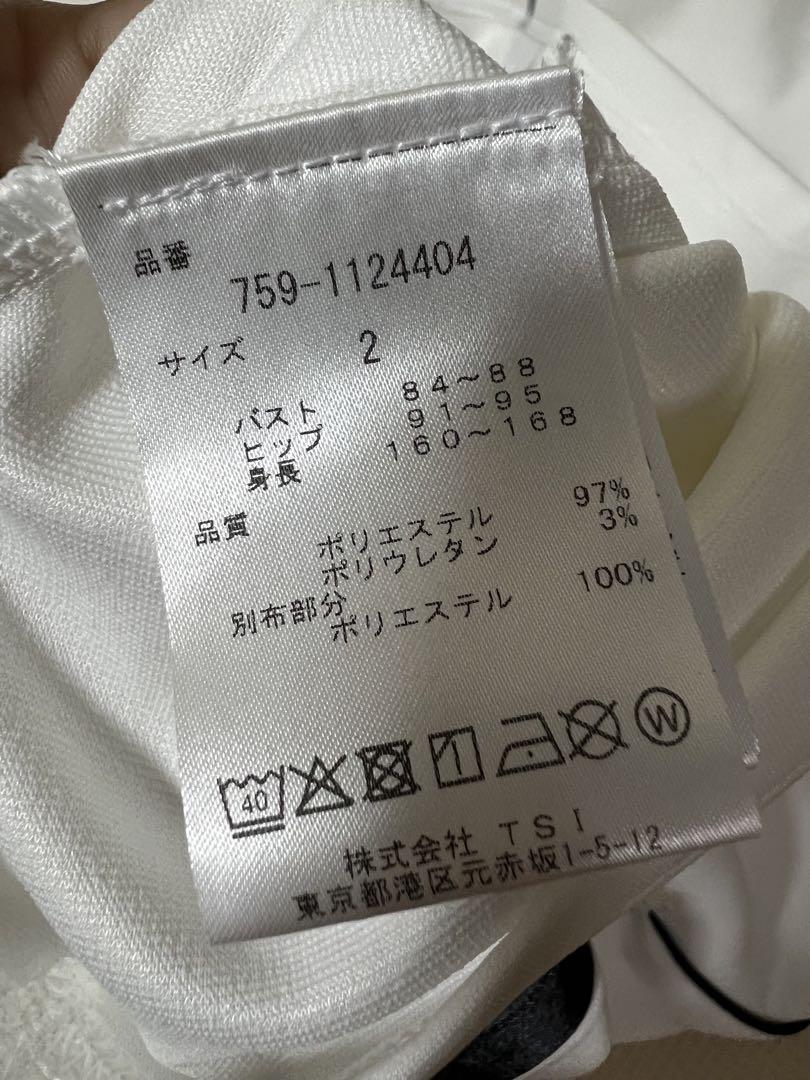 品番
759-1124404
サイズ 2
バスト 84～88
ヒップ 91～95
身長 160～168
品質 ポリエステル 97%
ポリウレタン 3%
別布部分
ポリエステル 100%
40 W
株式会社 TSI
東京都港区元赤坂1-5-12